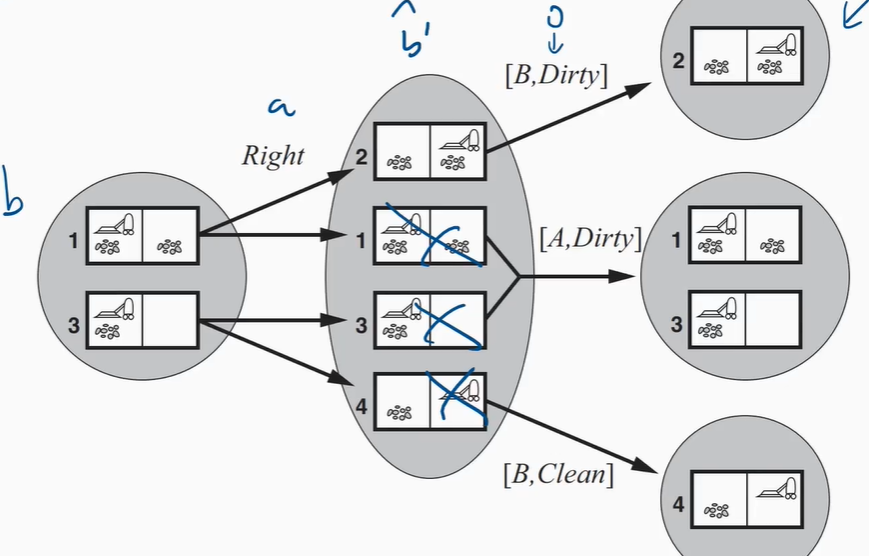 ^
b'
o
↓
[B,Dirty]
2
a
Right
2
b
1
1
[A,Dirty]
1
3
3
3
4
[B,Clean]
4